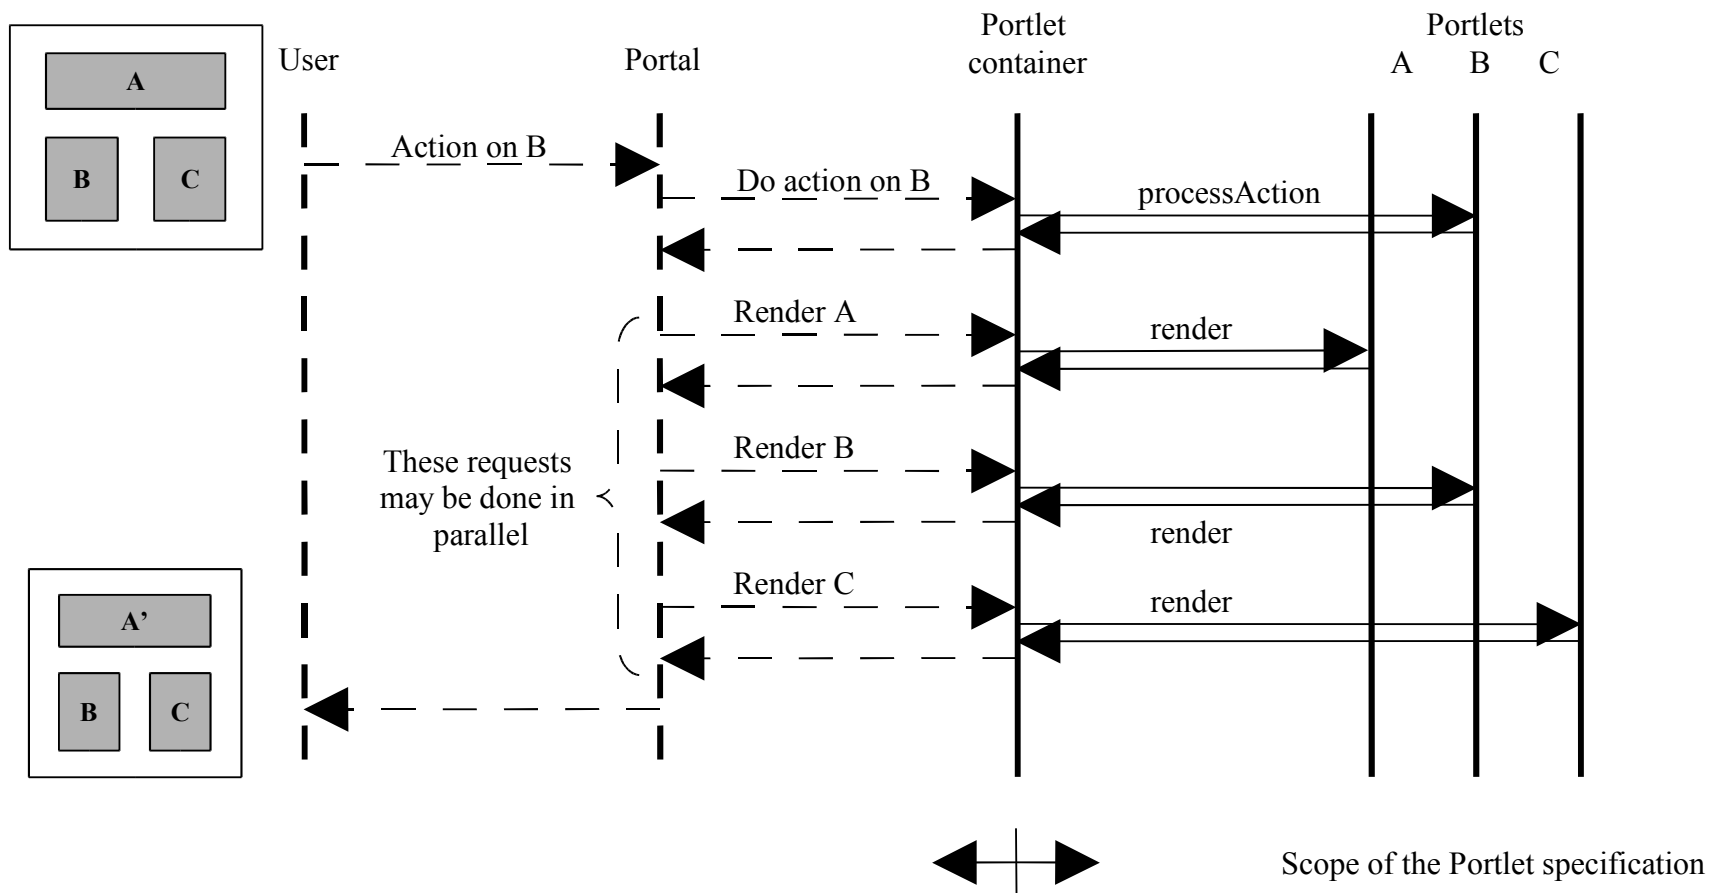 User
Portal
Portlet
container
Portlets
A B C
A
B C
Action on B
Do action on B
processAction
Render A
render
These requests
may be done in
parallel
Render B
render
Render C
render
A’
B C
Scope of the Portlet specification